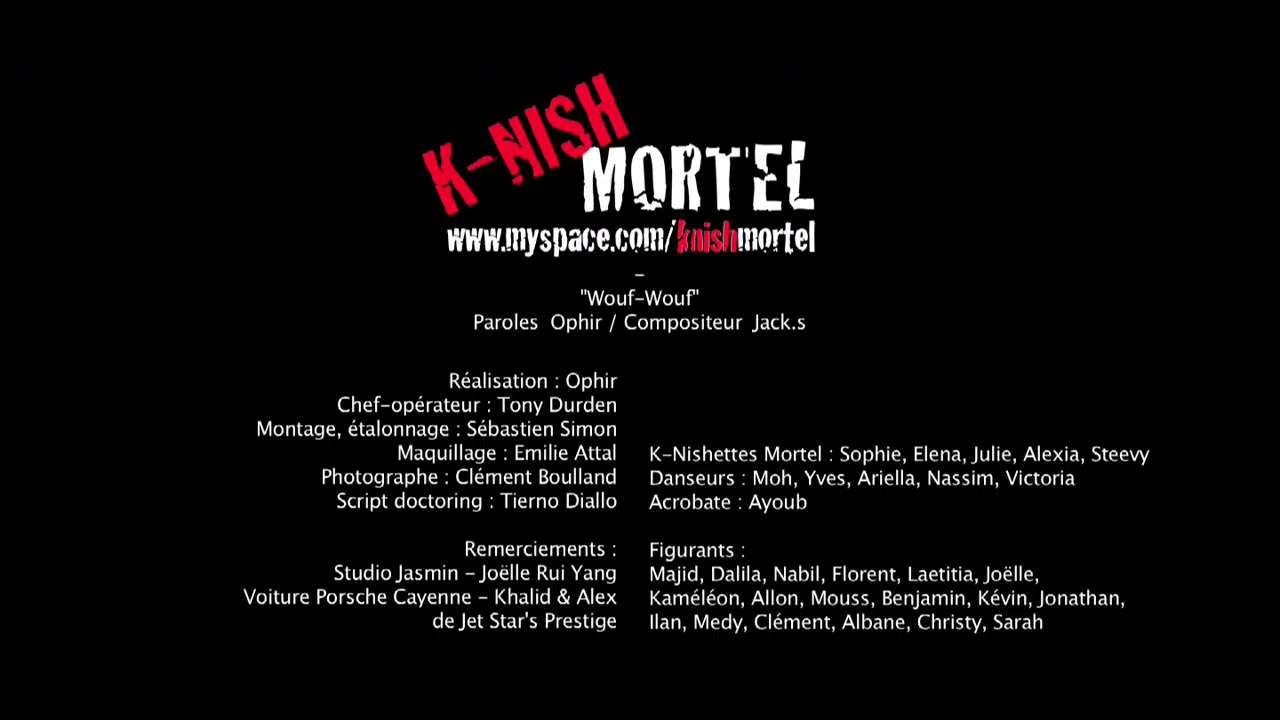 K-NISH
MORTEL
www.myspace.com/knishmortel
-
"Wouf-Wouf"
Paroles Ophir / Compositeur Jack.s
Réalisation : Ophir
Chef-opérateur : Tony Durden
Montage, étalonnage : Sébastien Simon
Maquillage : Emilie Attal
Photographe : Clément Boulland
Script doctoring : Tierno Diallo
K-Nishettes Mortel : Sophie, Elena, Julie, Alexia, Steevy
Danseurs : Moh, Yves, Ariella, Nassim, Victoria
Acrobate : Ayoub
Remerciements :
Studio Jasmin - Joëlle Rui Yang
Voiture Porsche Cayenne - Khalid & Alex
de Jet Star's Prestige
Figurants :
Majid, Dalila, Nabil, Florent, Laetitia, Joëlle,
Kaméléon, Allon, Mouss, Benjamin, Kévin, Jonathan,
Ilan, Medy, Clément, Albane, Christy, Sarah